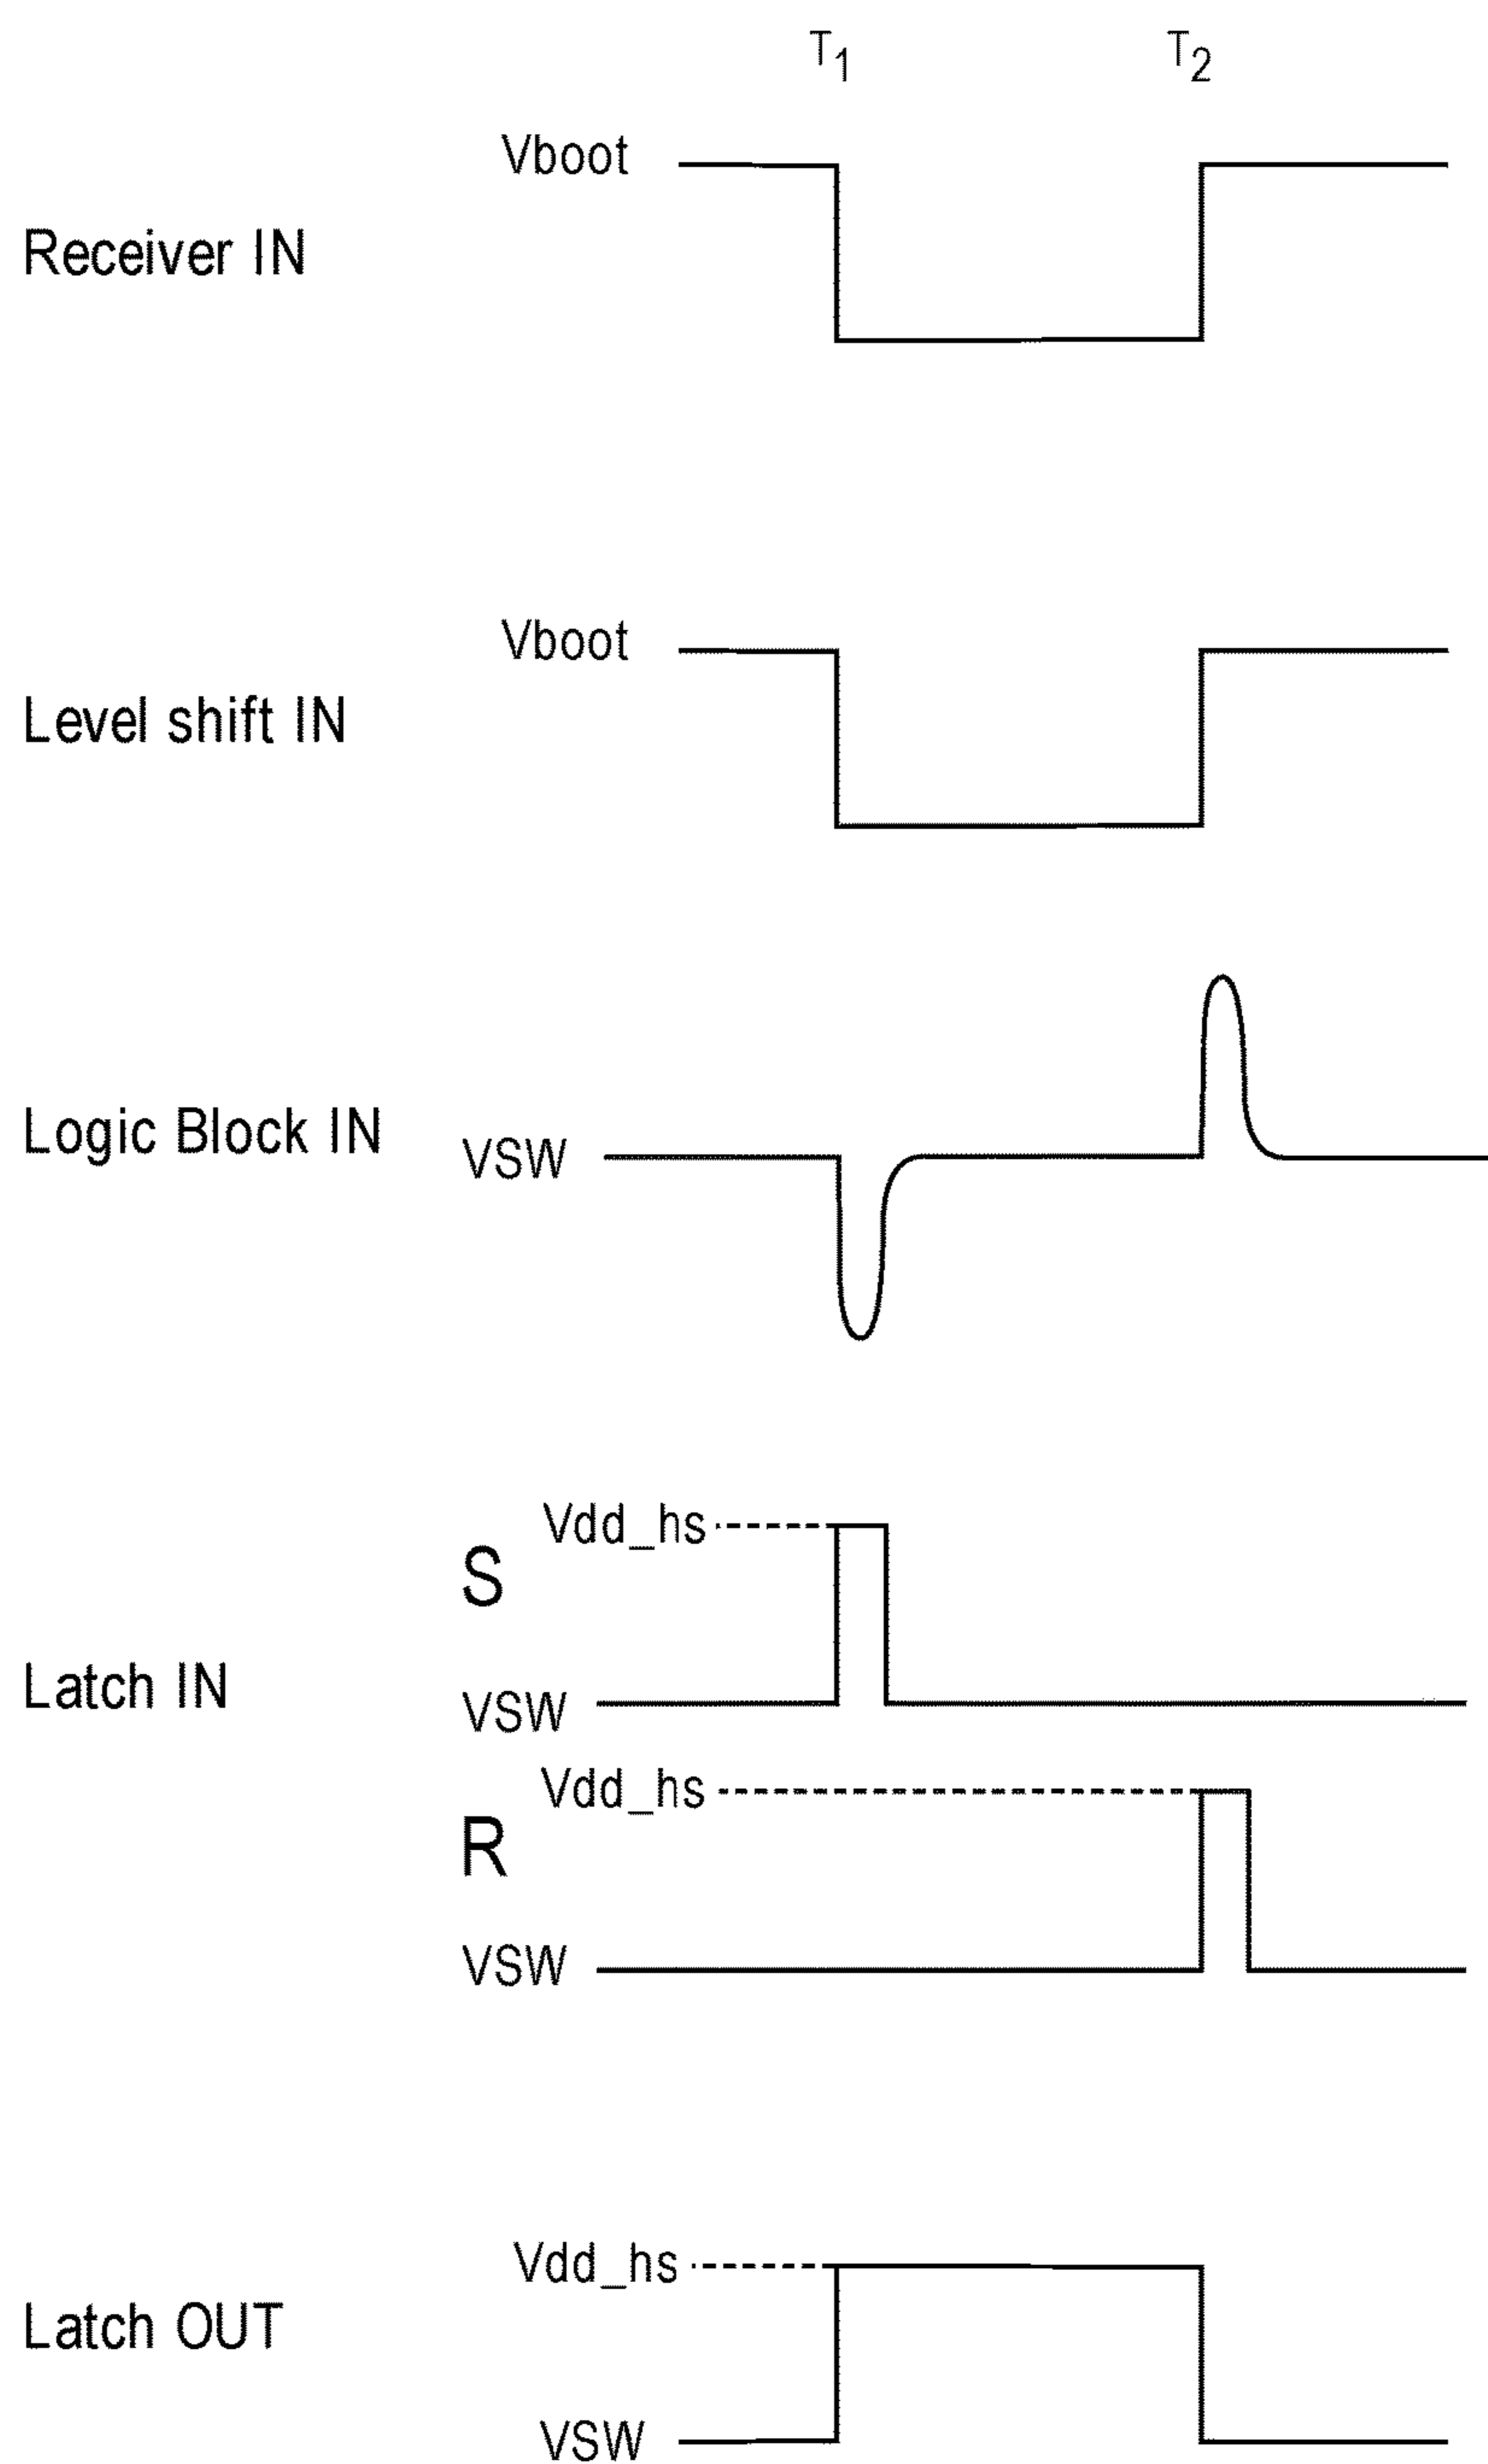 T1 T2
Vboot
Receiver IN
Vboot
Level shift IN
Logic Block IN VSW
Vdd_hs
S
Latch IN VSW
Vdd_hs
R
VSW
Vdd_hs
Latch OUT
VSW